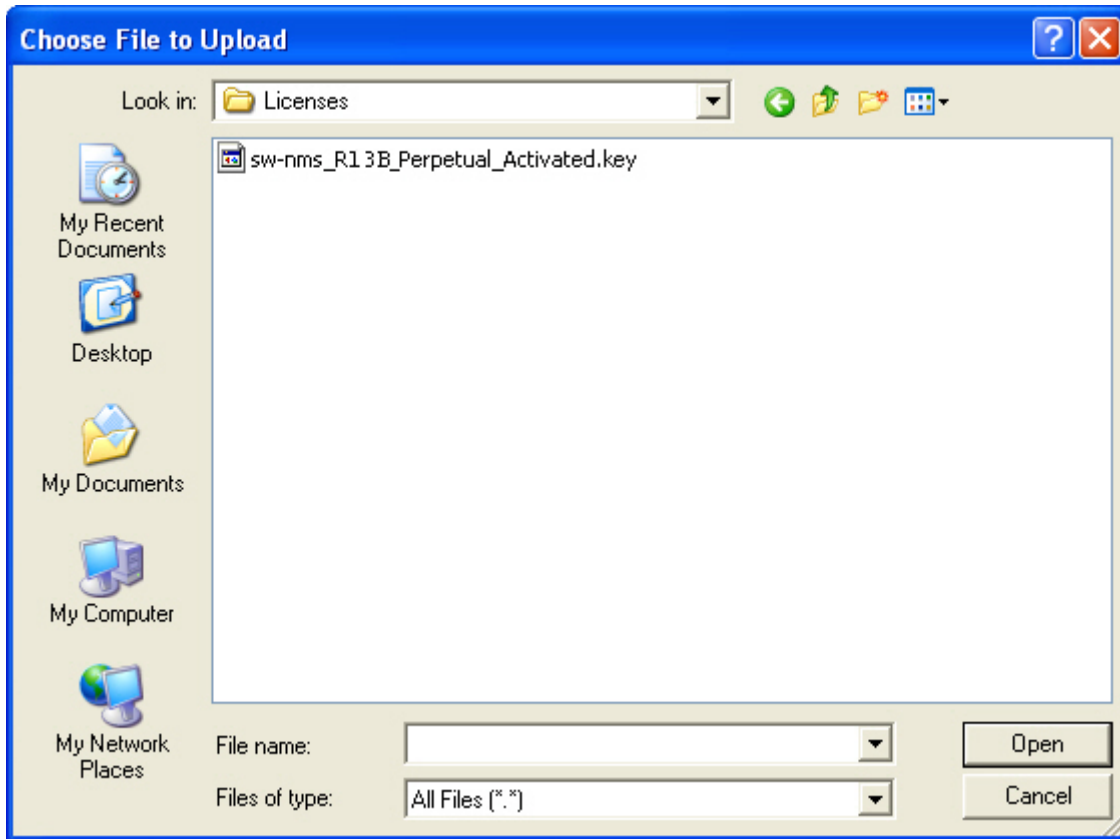 Choose File to Upload
Look in:
Licenses
sw-nms_R13B_Perpetual_Activated.key
My Recent
Documents
Desktop
My Documents
My Computer
My Network
Places
File name:
Open
Files of type:
All Files (*.*)
Cancel